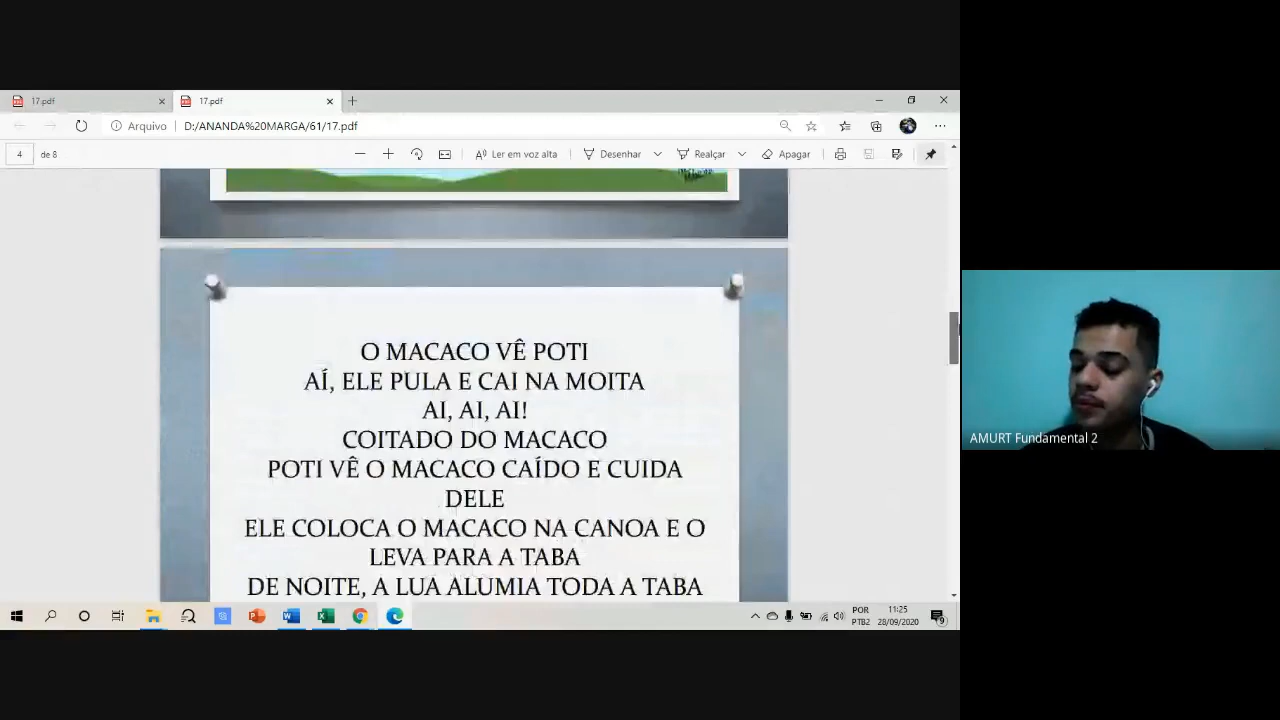 17.pdf
17.pdf
Arquivo
D:/ANANDA%20MARGA/61/17.pdf
4 de 8
Ler em voz alta
Desenhar
Realçar
Apagar
O MACACO VÊ POTI
AÍ, ELE PULA E CAI NA MOITA
AI, AI, AI!
COITADO DO MACACO
POTI VÊ O MACACO CAÍDO E CUIDA
DELE
ELE COLOCA O MACACO NA CANOA E O
LEVA PARA A TABA
DE NOITE, A LUA ALUMIA TODA A TABA
AMURT Fundamental 2
POR 11:25
PTB2 28/09/2020